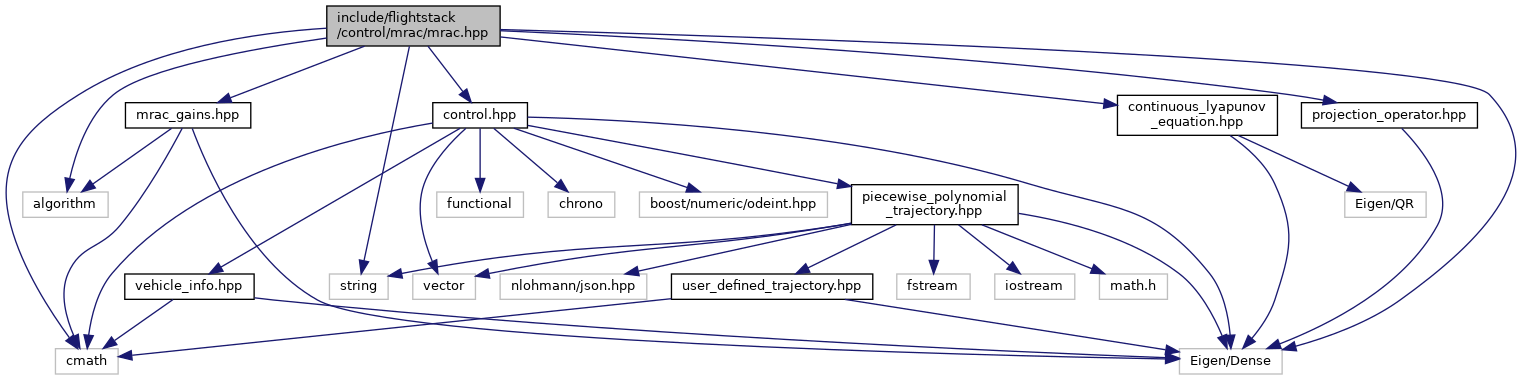 include/flightstack
/control/mrac/mrac.hpp
mrac_gains.hpp
control.hpp
continuous_lyapunov
_equation.hpp
projection_operator.hpp
algorithm
functional
chrono
boost/numeric/odeint.hpp
piecewise_polynomial
_trajectory.hpp
Eigen/QR
vehicle_info.hpp
string
vector
nlohmann/json.hpp
user_defined_trajectory.hpp
fstream
iostream
math.h
cmath
Eigen/Dense